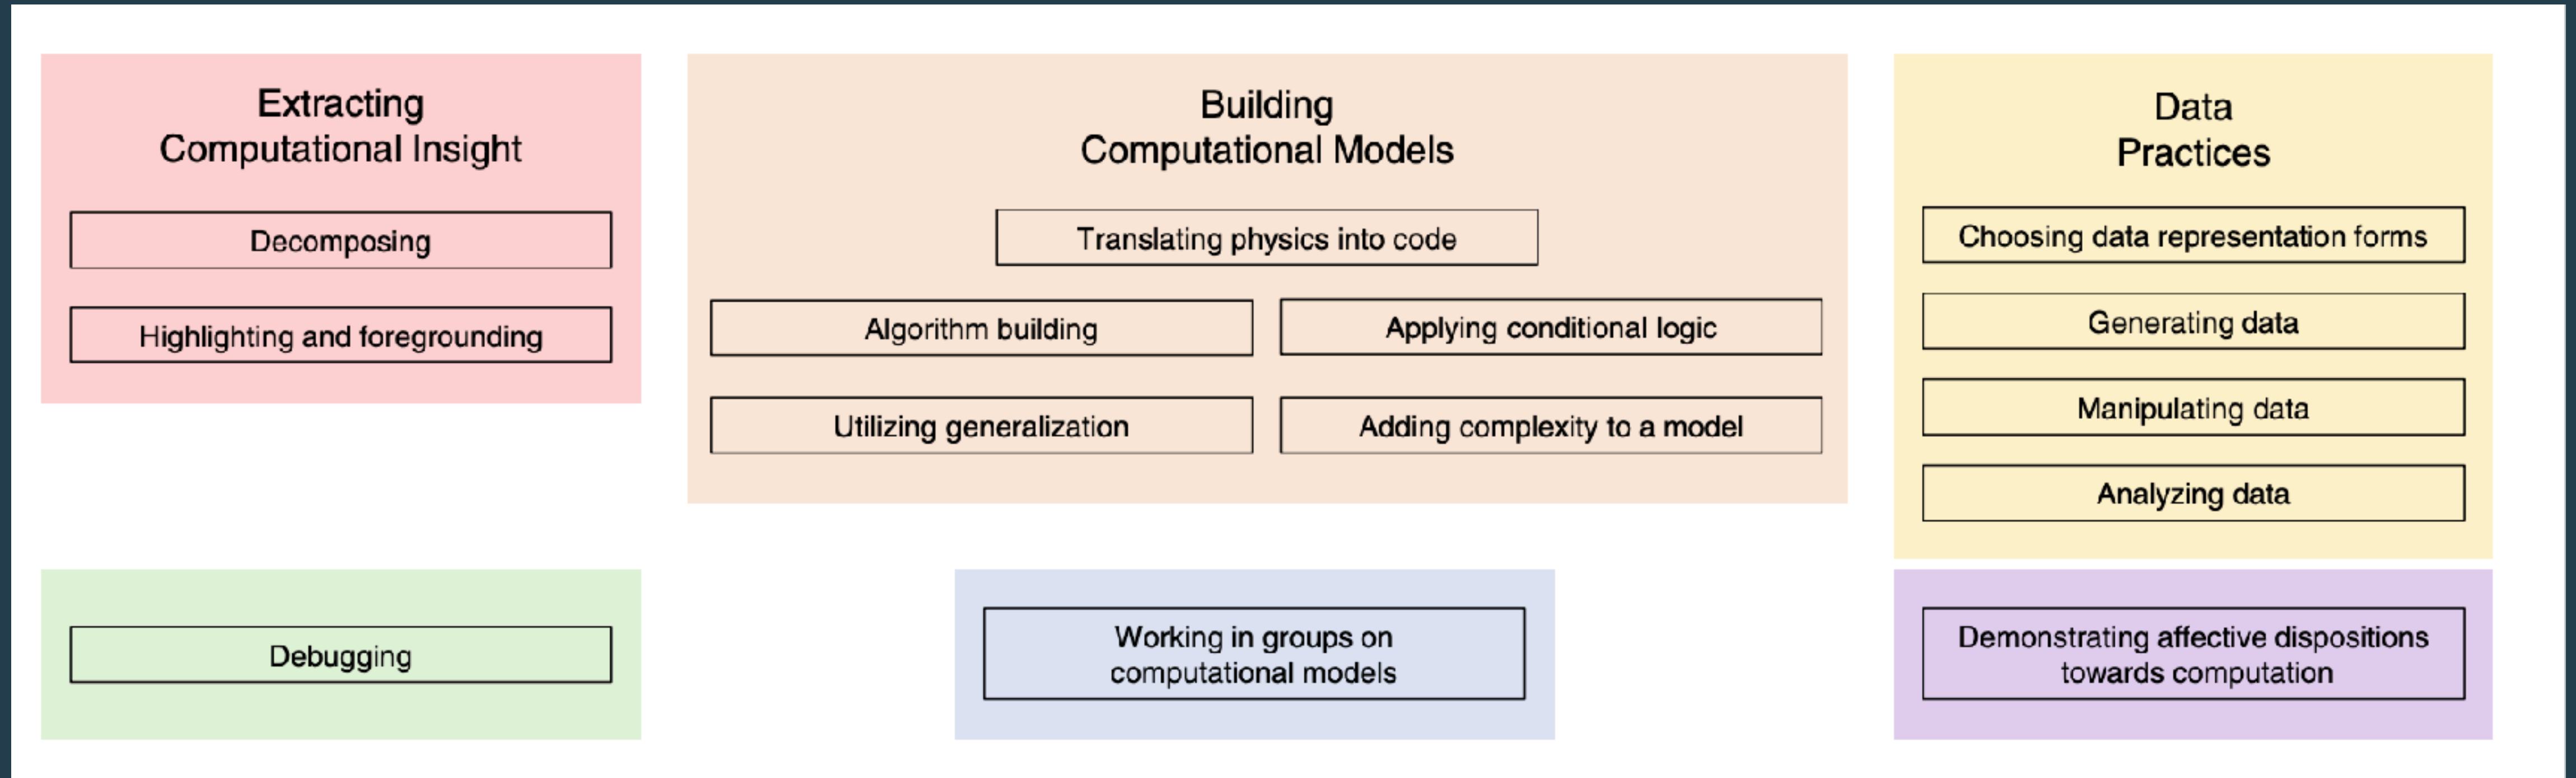 Extracting
Computational Insight
Decomposing
Highlighting and foregrounding
Building
Computational Models
Translating physics into code
Algorithm building
Applying conditional logic
Utilizing generalization
Adding complexity to a model
Data
Practices
Choosing data representation forms
Generating data
Manipulating data
Analyzing data
Debugging
Working in groups on
computational models
Demonstrating affective dispositions
towards computation